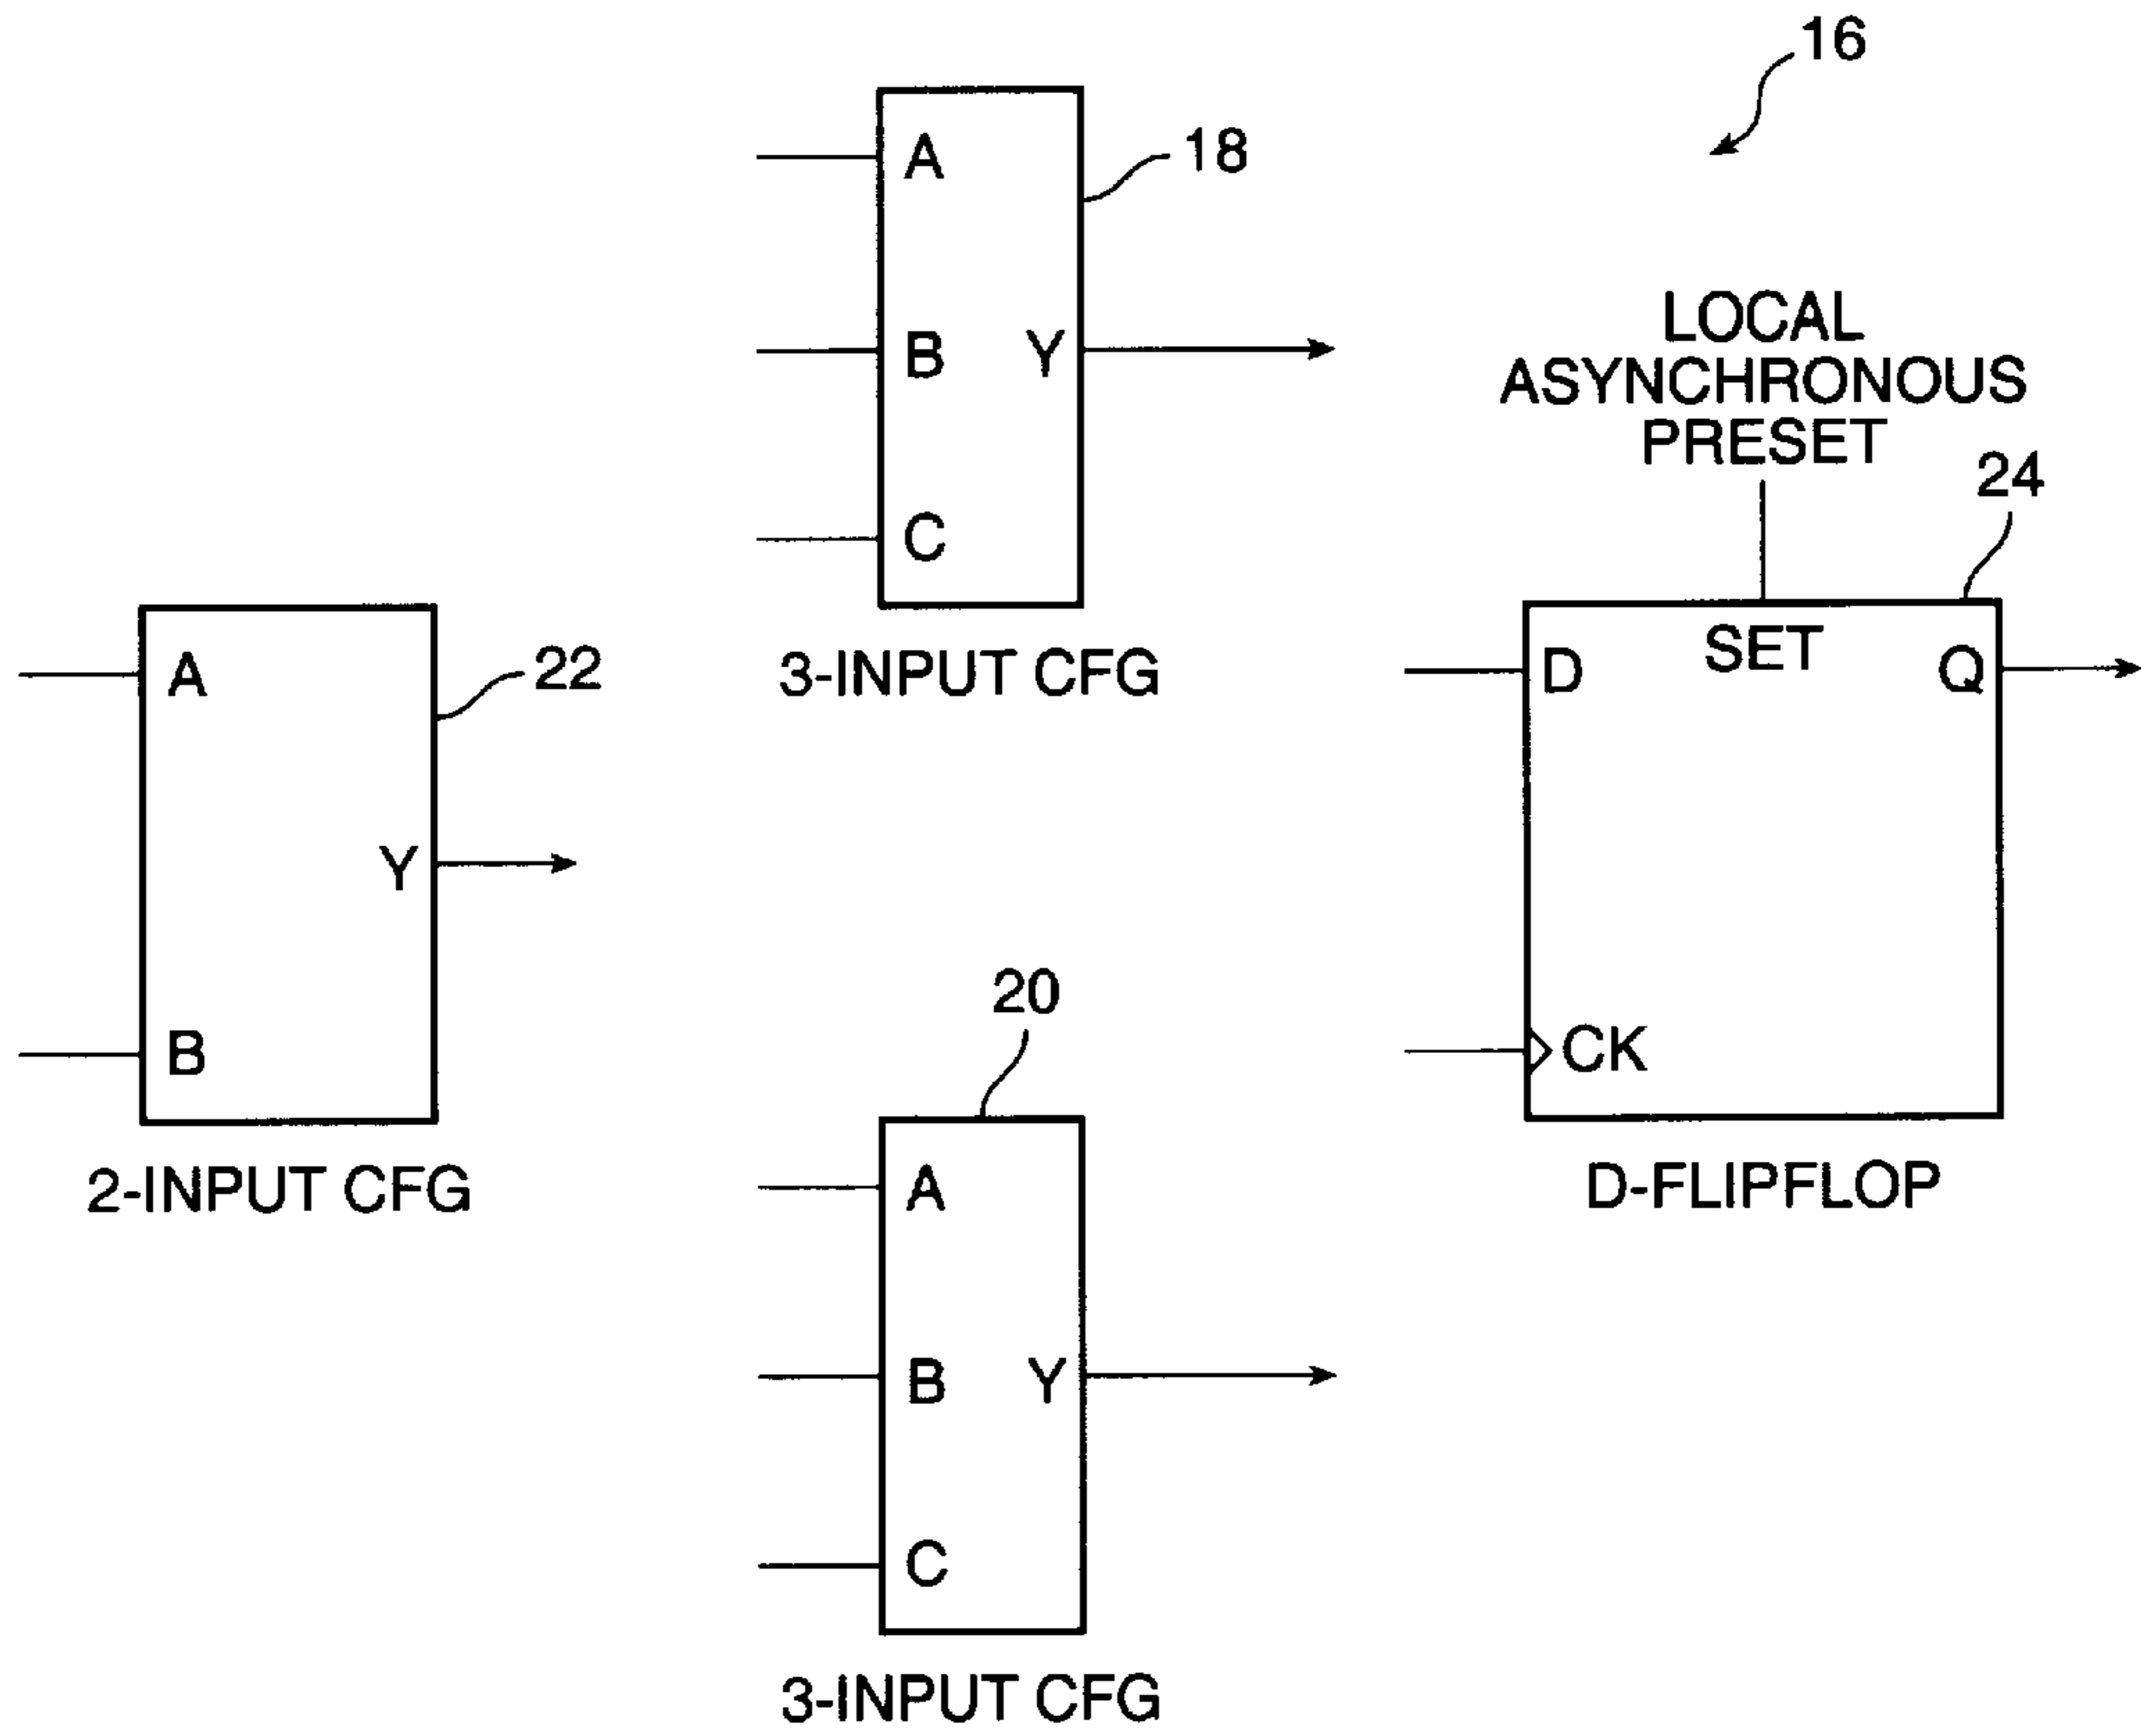 16
A
18
B
Y
C
3-INPUT CFG
LOCAL
ASYNCHRONOUS
PRESET
24
SET
D
Q
CK
D-FLIPFLOP
A
22
Y
B
2-INPUT CFG
20
A
B
Y
C
3-INPUT CFG